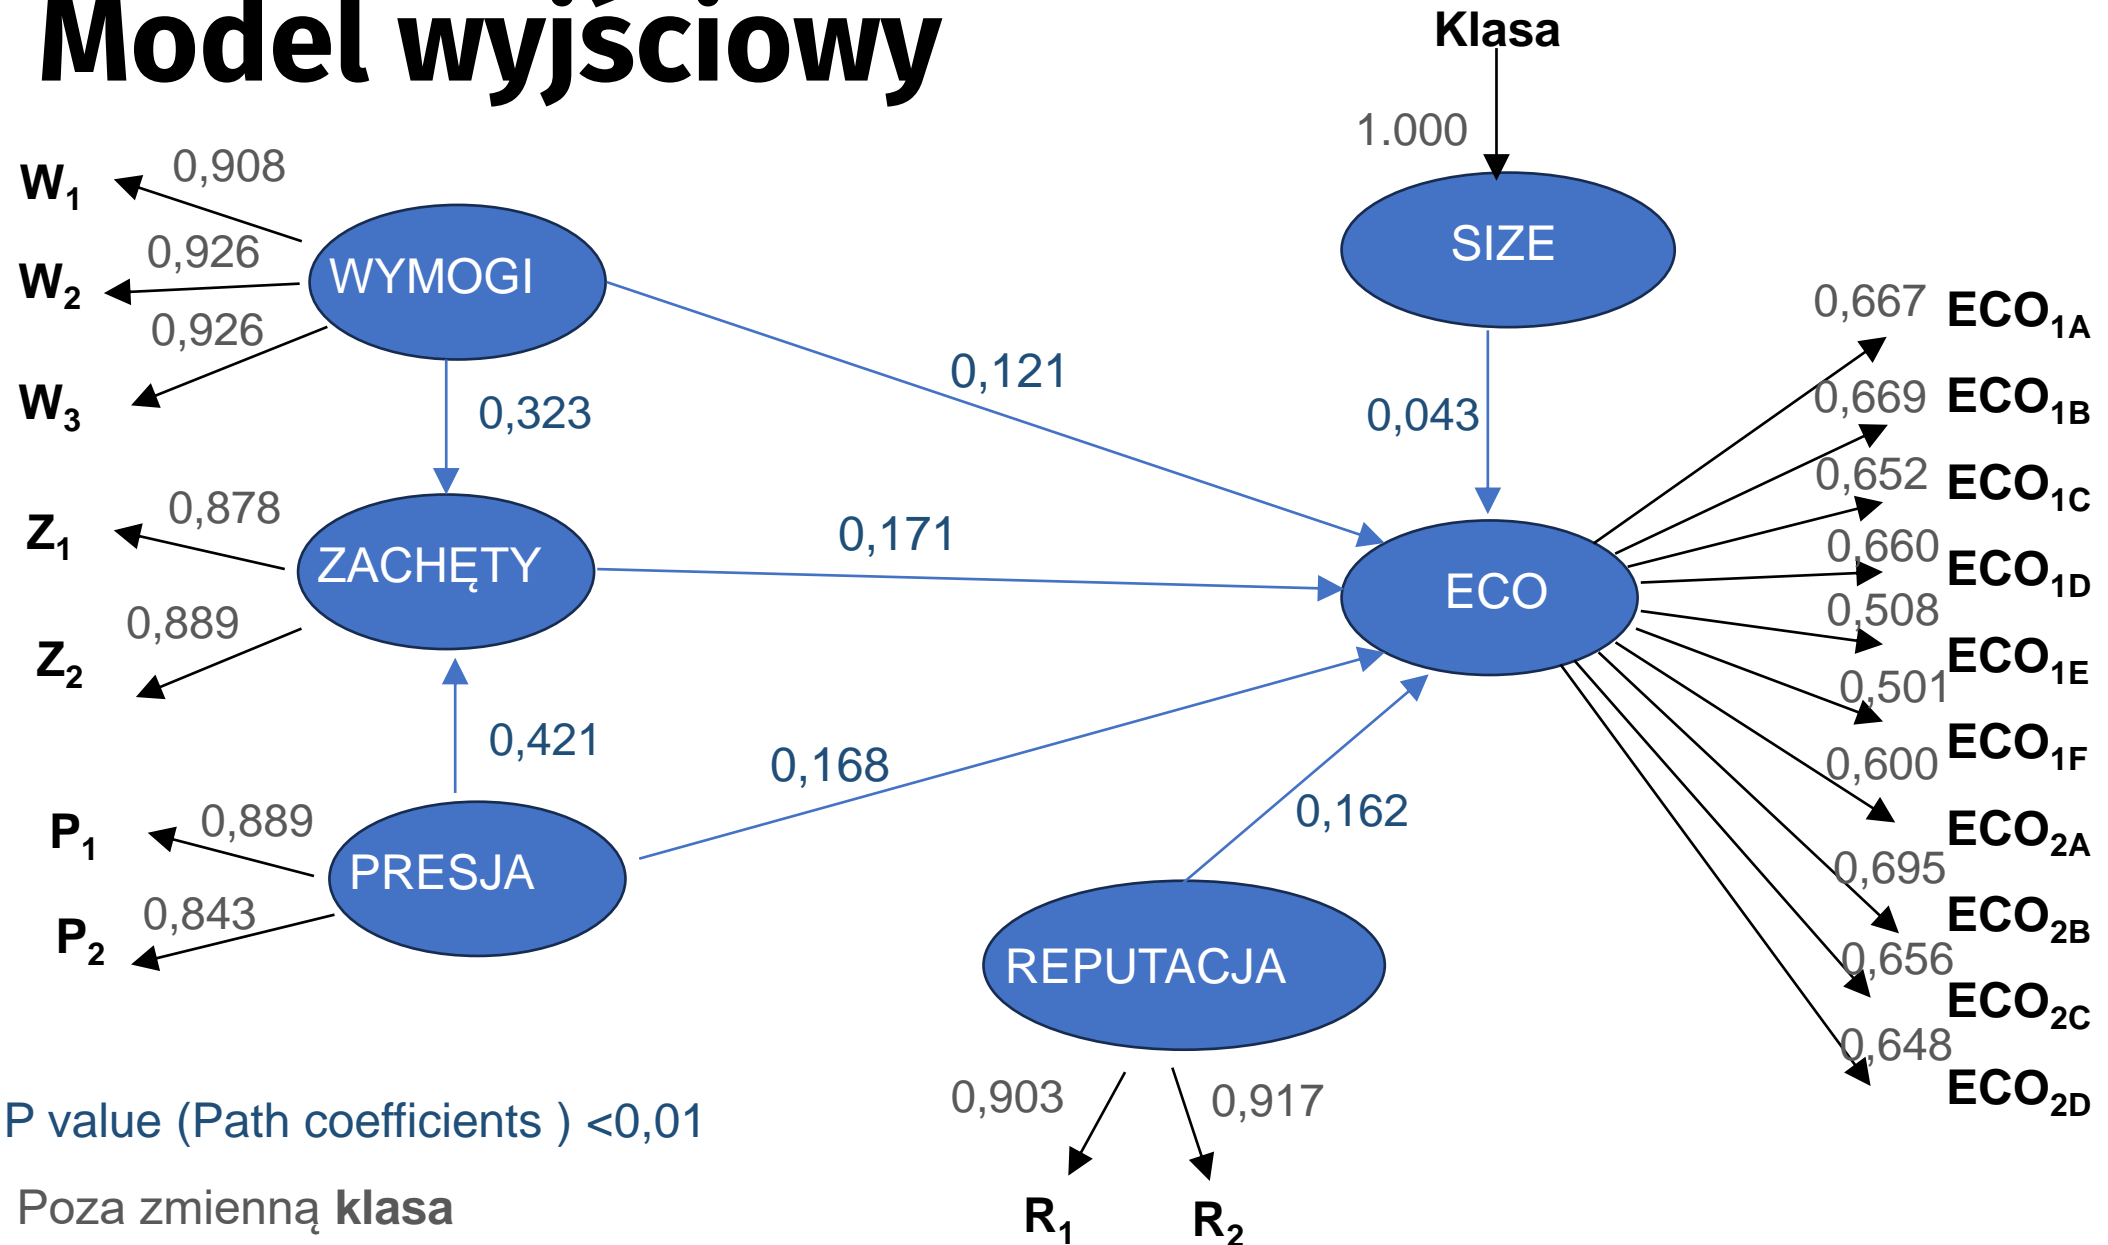 Model wyjściowy
Klasa
1.000
SIZE
0,043
W1
0,908
W2
0,926
W3
0,926
WYMOGI
0,323
0,121
Z1
0,878
Z2
0,889
ZACHĘTY
0,171
0,421
P1
0,889
P2
0,843
PRESJA
0,168
ECO
0,162
REPUTACJA
0,903
0,917
R1
R2
0,667 ECO1A
0,669 ECO1B
0,652 ECO1C
0,660 ECO1D
0,508 ECO1E
0,501 ECO1F
0,600 ECO2A
0,695 ECO2B
0,656 ECO2C
0,648 ECO2D
P value (Path coefficients ) <0,01
Poza zmienną klasa